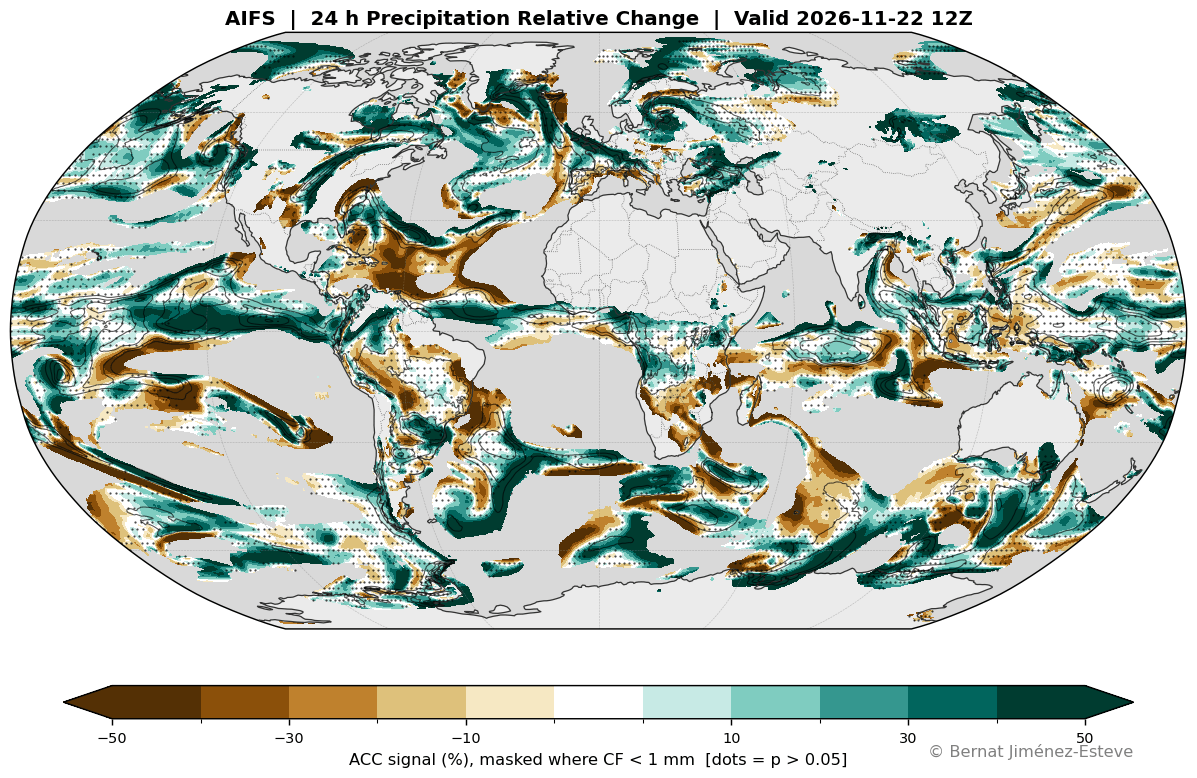 AIFS  |  24 h Precipitation Relative Change  |  Valid 2026-11-22 12Z
−50 −30 −10 10 30 50
ACC signal (%), masked where CF < 1 mm  [dots = p > 0.05]
© Bernat Jiménez-Esteve